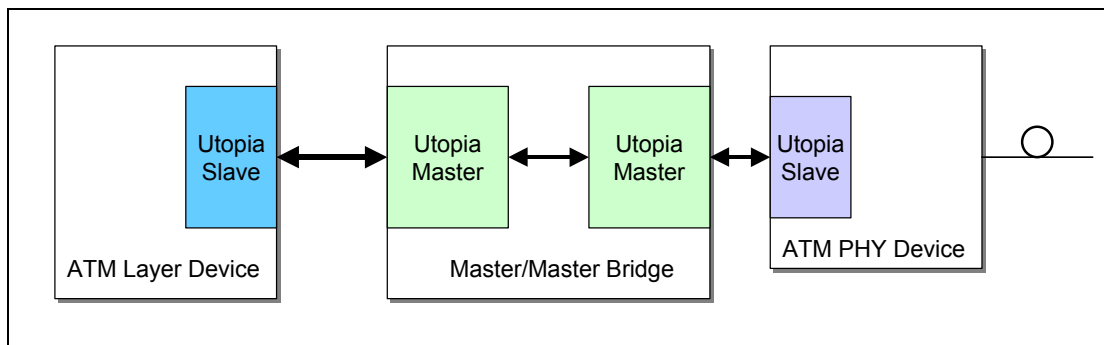 Utopia
Slave
Utopia
Master
Utopia
Master
Utopia
Slave
ATM Layer Device
Master/Master Bridge
ATM PHY Device